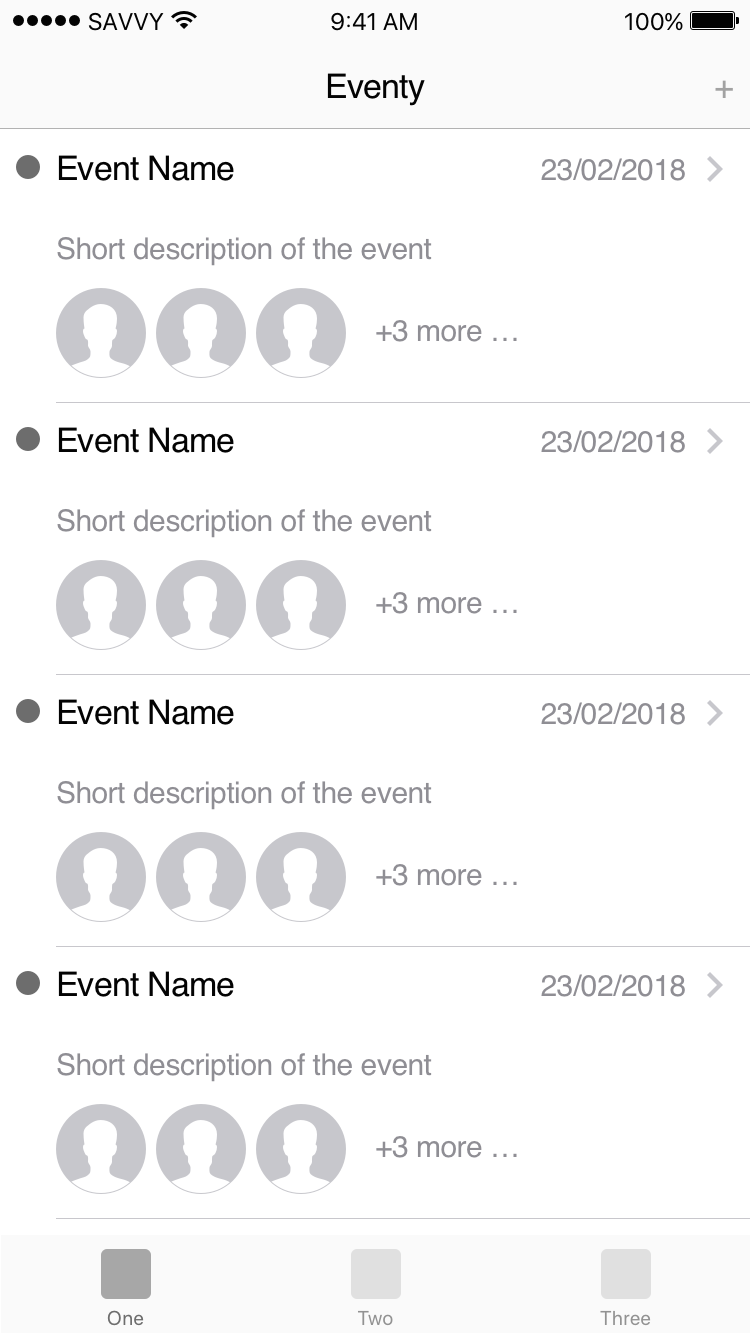 ●●●●● SAVVY 9:41 AM 100%
Eventy +
Event Name 23/02/2018
Short description of the event
+3 more …
Event Name 23/02/2018
Short description of the event
+3 more …
Event Name 23/02/2018
Short description of the event
+3 more …
Event Name 23/02/2018
Short description of the event
+3 more …
One Two Three